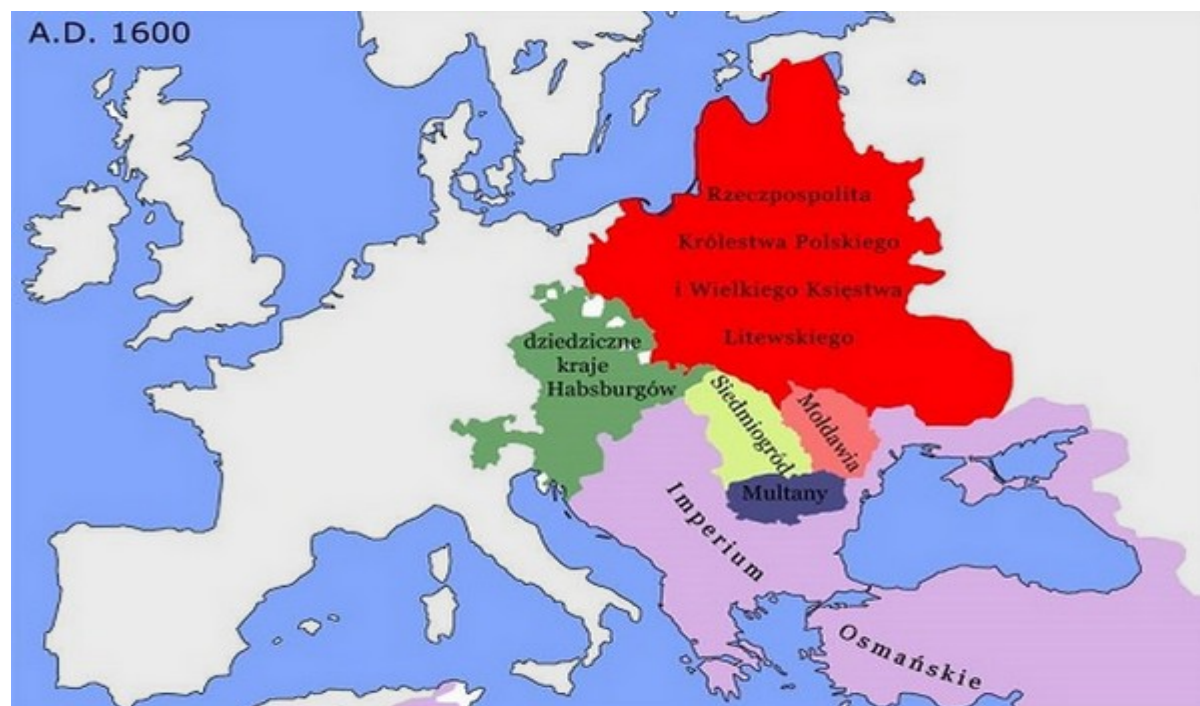 A.D. 1600
Rzeczpospolita
Królestwa Polskiego
i Wielkiego Księstwa
Litewskiego
dziedziczne
kraje
Habsburgów
Siedmiogród
Mołdawia
Multany
Imperium
Osmańskie